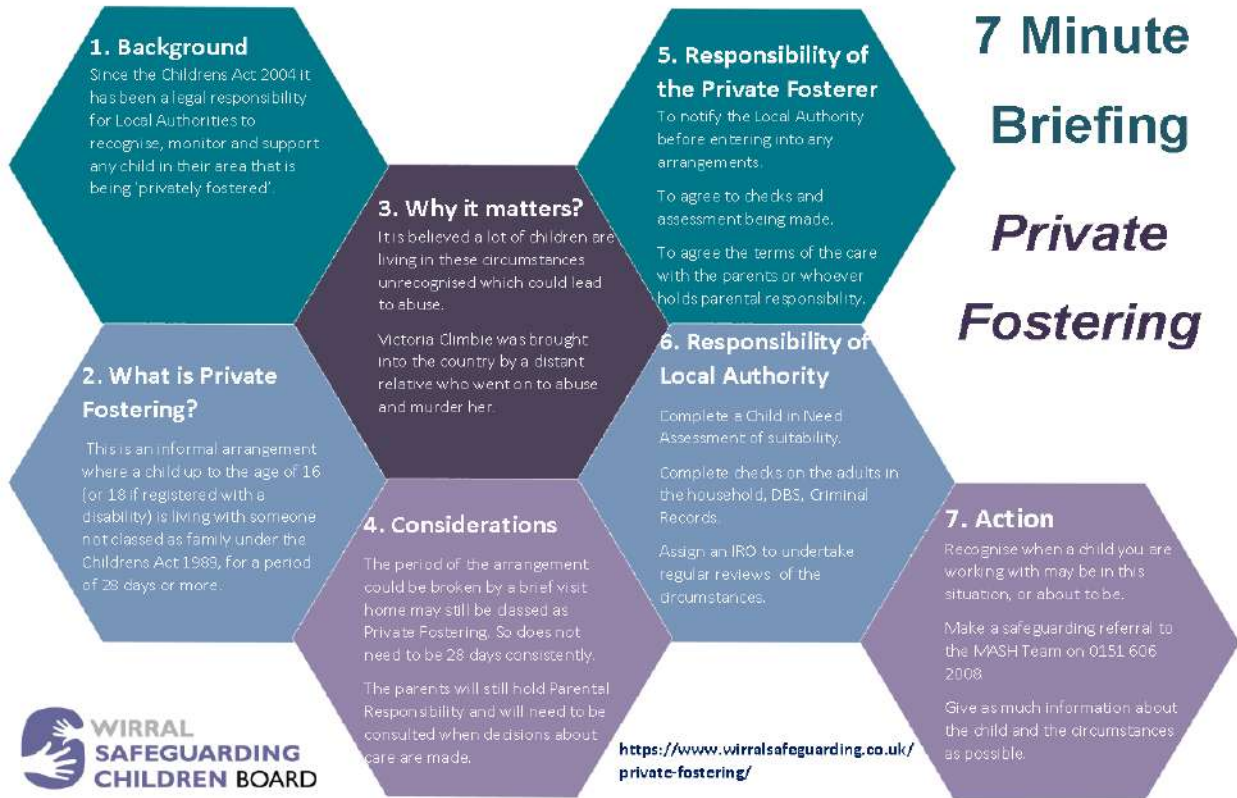 7 Minute
Briefing
Private
Fostering
1. Background
Since the Childrens Act 2004 it
has been a legal responsibility
for Local Authorities to
recognise, monitor and support
any child in their area that is
being 'privately fostered'.
2. What is Private
Fostering?
This is an informal arrangement
where a child up to the age of 16
(or 18 if registered with a
disability) is living with someone
not classed as family under the
Childrens Act 1989, for a period
of 28 days or more.
3. Why it matters?
It is believed a lot of children are
living in these circumstances
unrecognised which could lead
to abuse.
Victoria Climbie was brought
into the country by a distant
relative who went on to abuse
and murder her.
4. Considerations
The period of the arrangement
could be broken by a brief visit
home may still be classed as
Private Fostering. So does not
need to be 28 days consistently.
The parents will still hold Parental
Responsibility and will need to be
consulted when decisions about
care are made.
5. Responsibility of
the Private Fosterer
To notify the Local Authority
before entering into any
arrangements.
To agree to checks and
assessment being made.
To agree the terms of the care
with the parents or whoever
holds parental responsibility.
6. Responsibility of
Local Authority
Complete a Child in Need
Assessment of suitability.
Complete checks on the adults in
the household, DBS, Criminal
Records.
Assign an IRO to undertake
regular reviews of the
circumstances.
7. Action
Recognise when a child you are
working with may be in this
situation, or about to be.
Make a safeguarding referral to
the MASH Team on 0151 606
2008
Give as much information about
the child and the circumstances
as possible.
WIRRAL
SAFEGUARDING
CHILDREN BOARD
https://www.wirralsafeguarding.co.uk/
private-fostering/